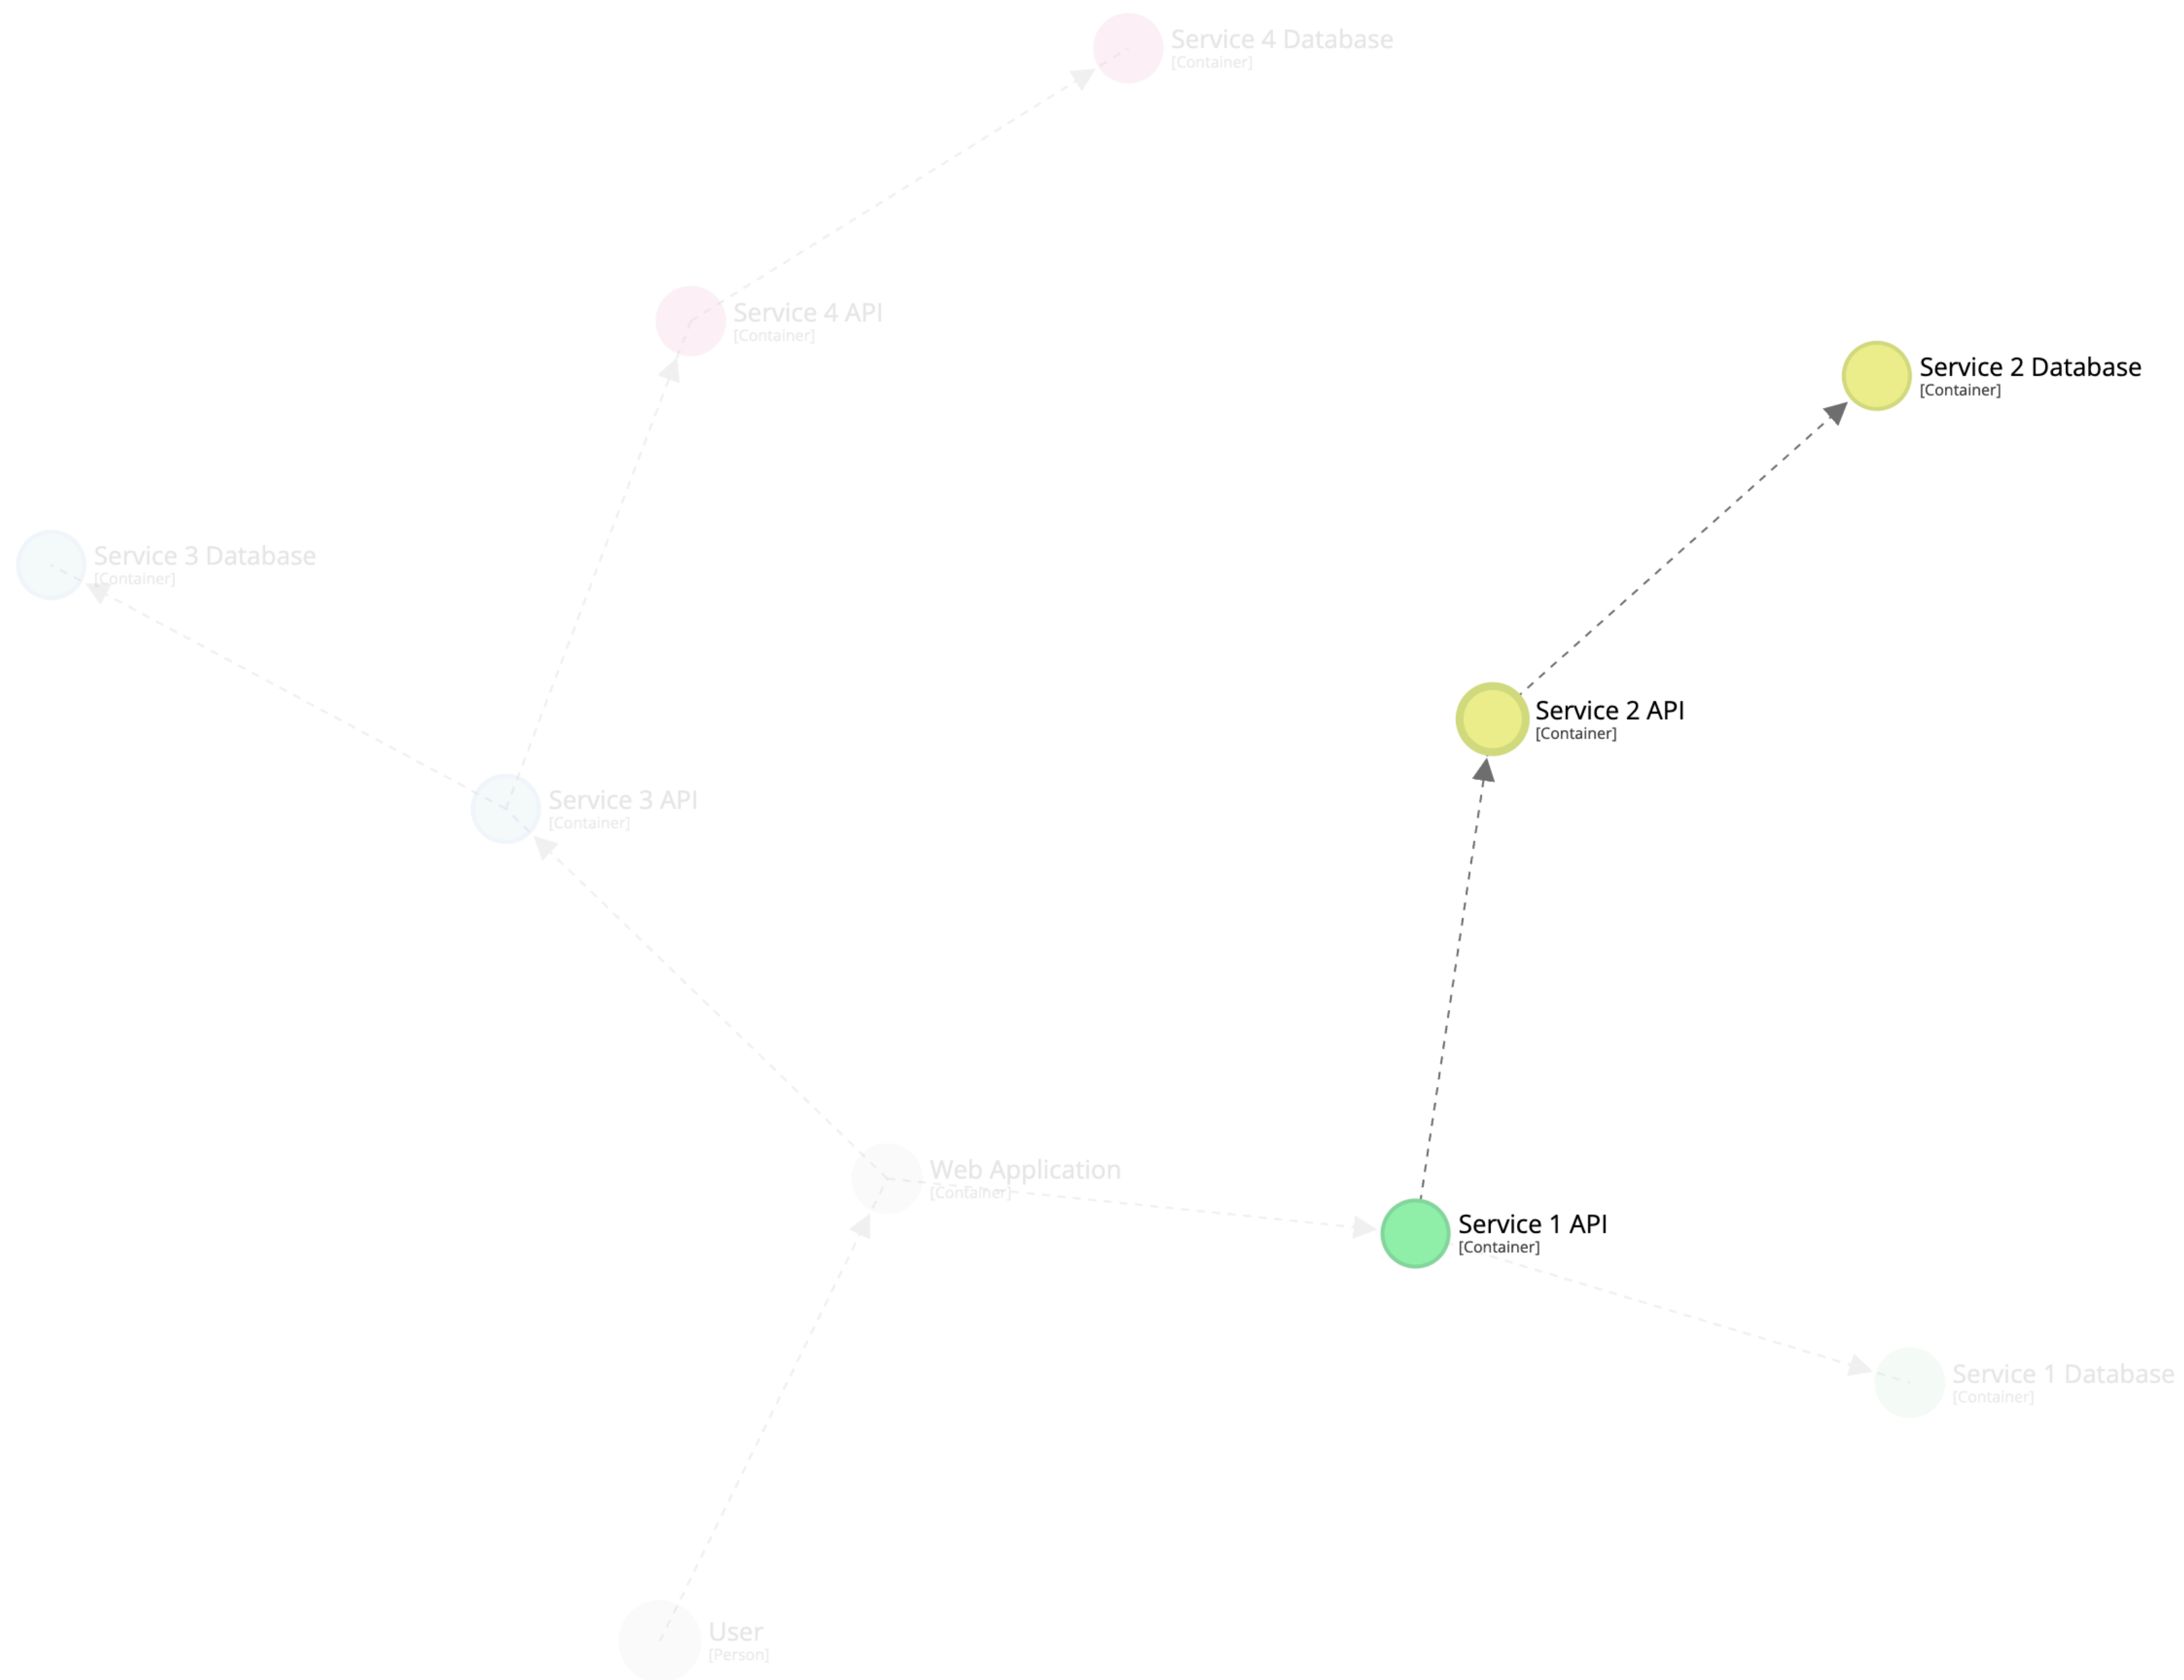 Service 4 Database
[Container]
Service 4 API
[Container]
Service 2 Database
[Container]
Service 3 Database
[Container]
Service 2 API
[Container]
Service 3 API
[Container]
Web Application
[Container]
Service 1 API
[Container]
Service 1 Database
[Container]
User
[Person]